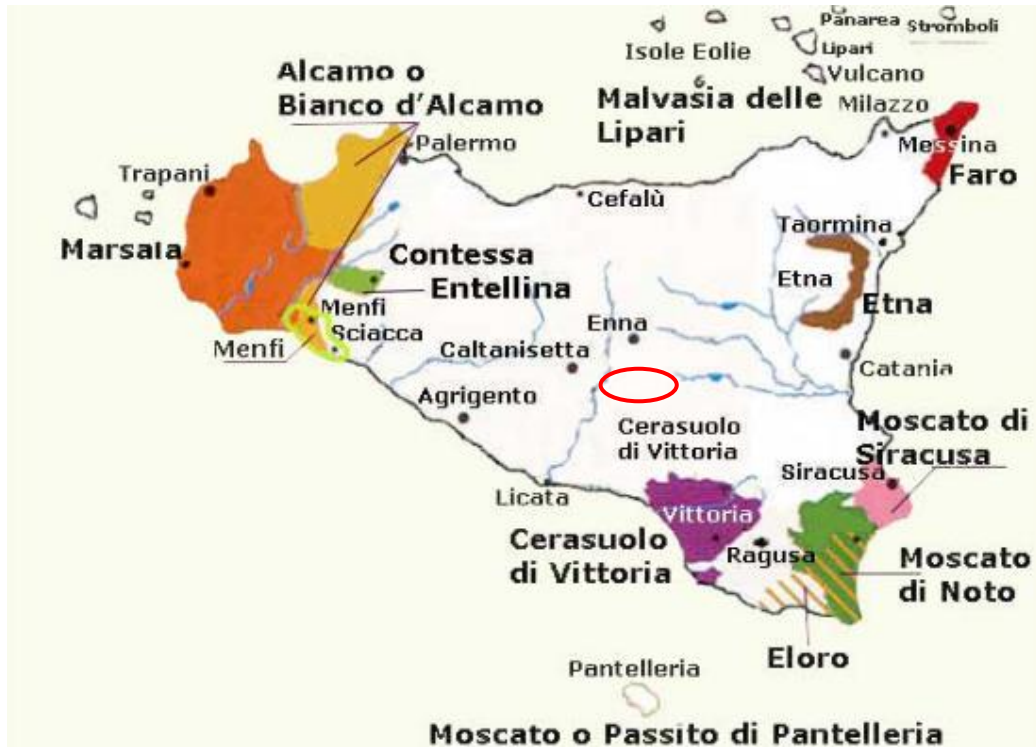 Panarea
Stromboli
Isole Eolie
Lipari
Vulcano
Alcamo o
Bianco d'Alcamo
Malvasia delle
Lipari
Milazzo
Palermo
Messina
Trapani
Faro
Cefalù
Taormina
Marsala
Contessa
Entellina
Etna
Etna
Menfi
Sciacca
Menfi
Enna
Caltanisetta
Catania
Agrigento
Cerasuolo
di Vittoria
Moscato di
Siracusa
Siracusa
Licata
Vittoria
Cerasuolo
di Vittoria
Ragusa
Moscato
di Noto
Eloro
Pantelleria
Moscato o Passito di Pantelleria